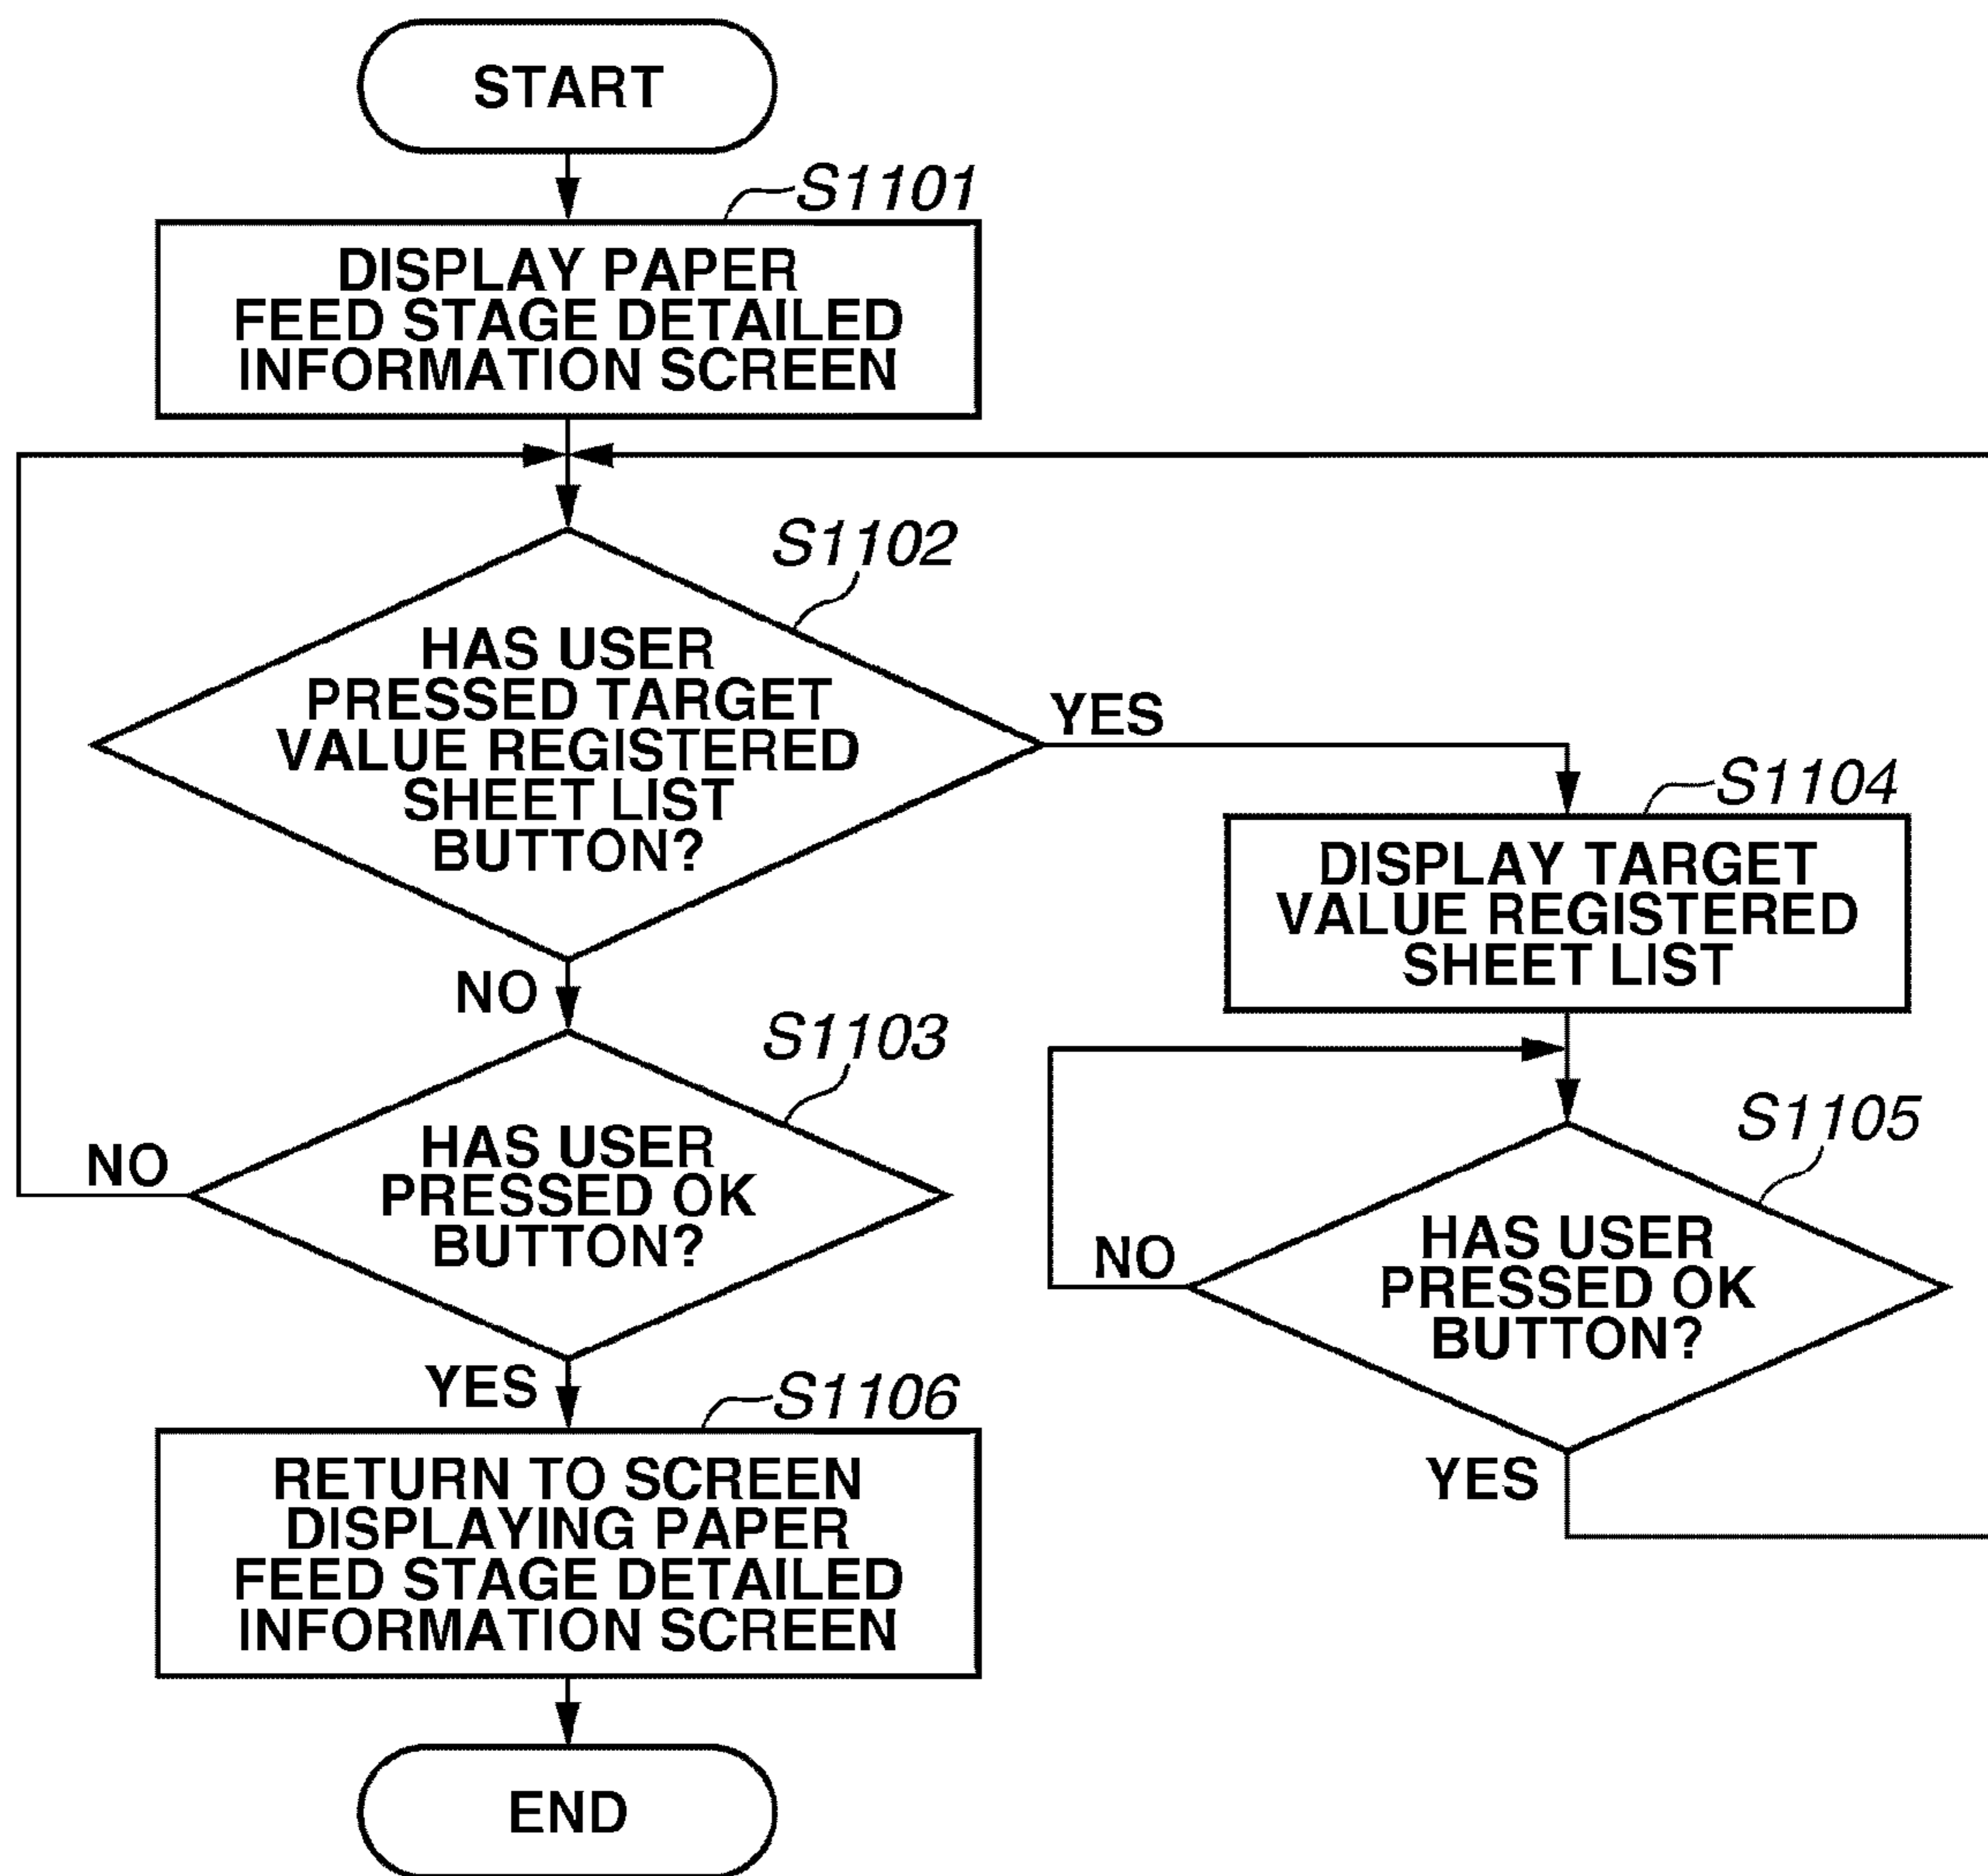 START
S1101
DISPLAY PAPER
FEED STAGE DETAILED
INFORMATION SCREEN
S1102
HAS USER
PRESSED TARGET
VALUE REGISTERED
SHEET LIST
BUTTON?
YES
NO
S1104
DISPLAY TARGET
VALUE REGISTERED
SHEET LIST
S1103
HAS USER
PRESSED OK
BUTTON?
NO
YES
S1105
HAS USER
PRESSED OK
BUTTON?
NO
YES
S1106
RETURN TO SCREEN
DISPLAYING PAPER
FEED STAGE DETAILED
INFORMATION SCREEN
END